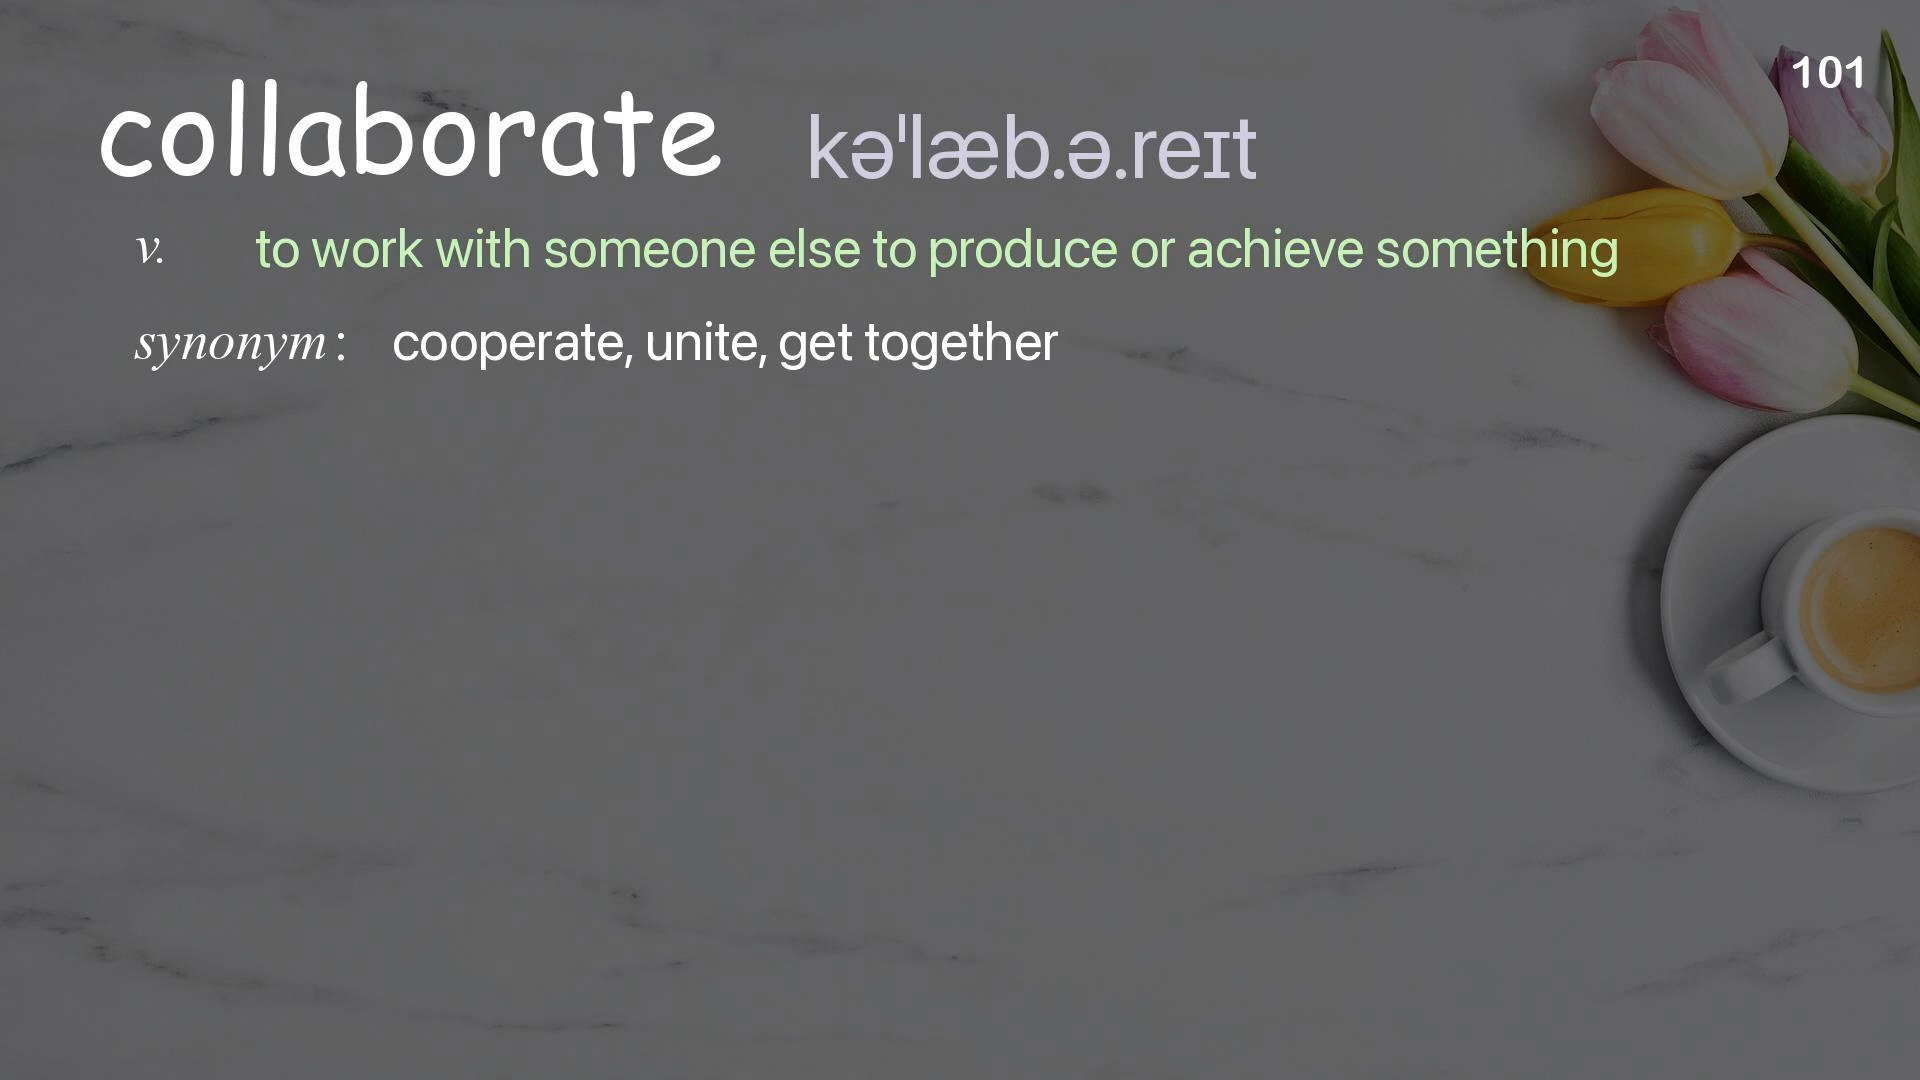 101
collaborate kə'læb.ə.reɪt
v. to work with someone else to produce or achieve something
synonym: cooperate, unite, get together